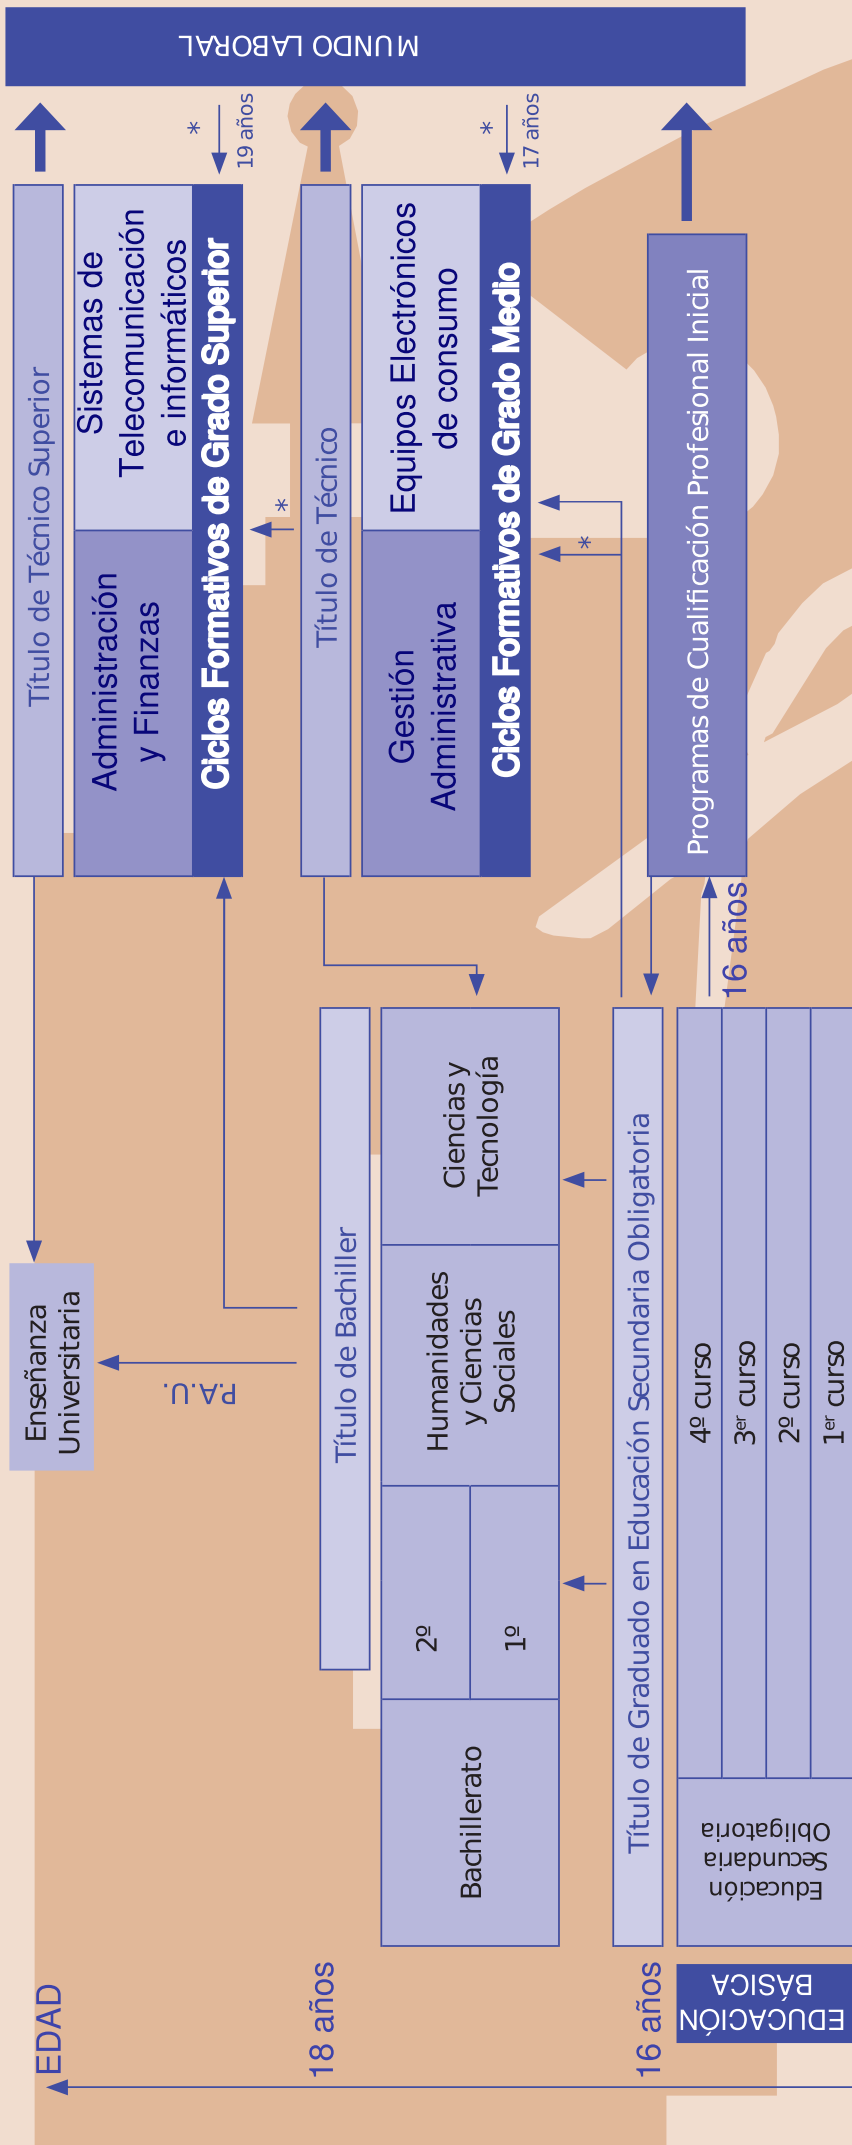 EDAD
18 años
16 años
EDUCACIÓN
BÁSICA
Enseñanza
Universitaria
P.A.U.
Título de Bachiller
Bachillerato
2º
1º
Humanidades
y Ciencias
Sociales
Ciencias y
Tecnología
Título de Graduado en Educación Secundaria Obligatoria
Educación
Secundaria
Obligatoria
4º curso
3er curso
2º curso
1er curso
16 años
Título de Técnico Superior
Administración
y Finanzas
Sistemas de
Telecomunicación
e informáticos
Ciclos Formativos de Grado Superior
*
19 años
*
Título de Técnico
Gestión
Administrativa
Equipos Electrónicos
de consumo
Ciclos Formativos de Grado Medio
*
17 años
*
Programas de Cualificación Profesional Inicial
MUNDO LABORAL